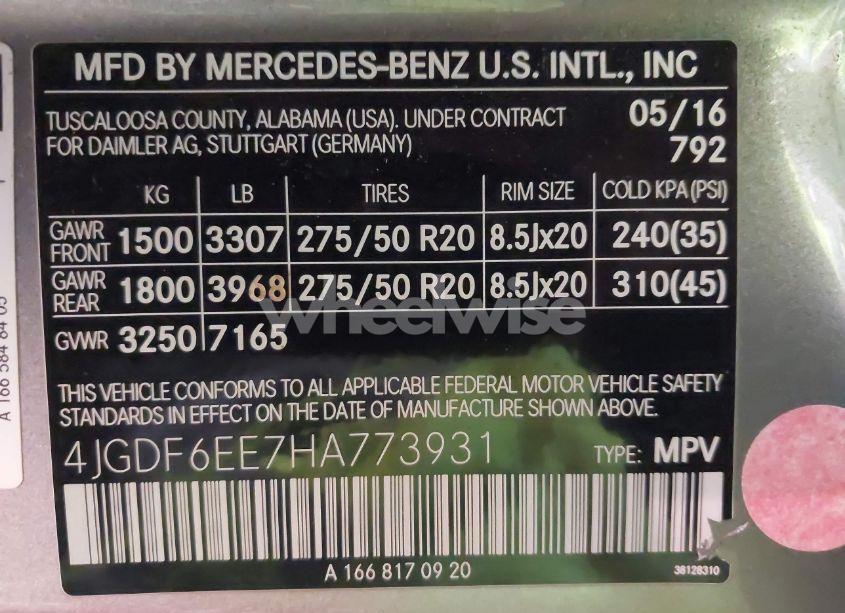 MFD BY MERCEDES-BENZ U.S. INTL., INC
TUSCALOOSA COUNTY, ALABAMA (USA). UNDER CONTRACT
FOR DAIMLER AG, STUTTGART (GERMANY)
05/16
792
KG LB TIRES RIM SIZE COLD KPA (PSI)
GAWR FRONT 1500 3307 275/50 R20 8.5Jx20 240(35)
GAWR REAR 1800 3968 275/50 R20 8.5Jx20 310(45)
GVWR 3250 7165
wheelwise
THIS VEHICLE CONFORMS TO ALL APPLICABLE FEDERAL MOTOR VEHICLE SAFETY
STANDARDS IN EFFECT ON THE DATE OF MANUFACTURE SHOWN ABOVE.
4JGDF6EE7HA773931 TYPE: MPV
A 166 817 09 20
38128310
A 166 584 84 05